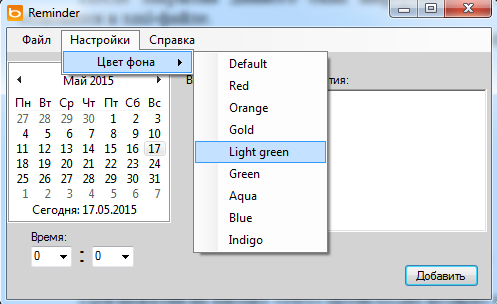 Reminder
Файл Настройки Справка
Цвет фона
Default
Red
Orange
Gold
Light green
Green
Aqua
Blue
Indigo
Май 2015
Пн Вт Ср Чт Пт Сб Вс
27 28 29 30 1 2 3
4 5 6 7 8 9 10
11 12 13 14 15 16 17
18 19 20 21 22 23 24
25 26 27 28 29 30 31
1 2 3 4 5 6 7
Сегодня: 17.05.2015
Время:
0 : 0
Добавить